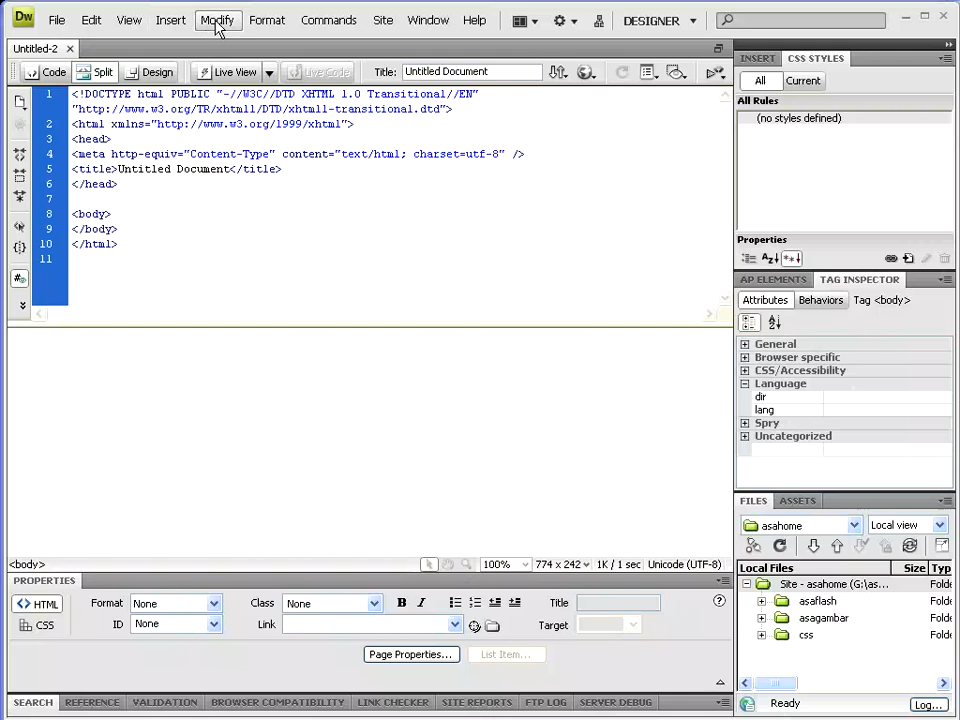 Dw File Edit View Insert Modify Format Commands Site Window Help DESIGNER
Untitled-2
Code Split Design Live View Live Code Title: Untitled Document
1 <!DOCTYPE html PUBLIC "-//W3C//DTD XHTML 1.0 Transitional//EN"
"http://www.w3.org/TR/xhtml1/DTD/xhtml1-transitional.dtd">
2 <html xmlns="http://www.w3.org/1999/xhtml">
3 <head>
4 <meta http-equiv="Content-Type" content="text/html; charset=utf-8" />
5 <title>Untitled Document</title>
6 </head>
7
8 <body>
9 </body>
10 </html>
11
<body> 100% 774 x 242 1K / 1 sec Unicode (UTF-8)
PROPERTIES
HTML Format None Class None B I Title
CSS ID None Link Target
Page Properties... List Item...
SEARCH REFERENCE VALIDATION BROWSER COMPATIBILITY LINK CHECKER SITE REPORTS FTP LOG SERVER DEBUG
INSERT CSS STYLES
All Current
All Rules
(no styles defined)
Properties
AP ELEMENTS TAG INSPECTOR
Attributes Behaviors Tag <body>
General
Browser specific
CSS/Accessibility
Language
dir
lang
Spry
Uncategorized
FILES ASSETS
asahome Local view
Local Files Size Typ
Site - asahome (G:\as... Folde
asaflash Folde
asagambar Folde
css Folde
Ready Log...